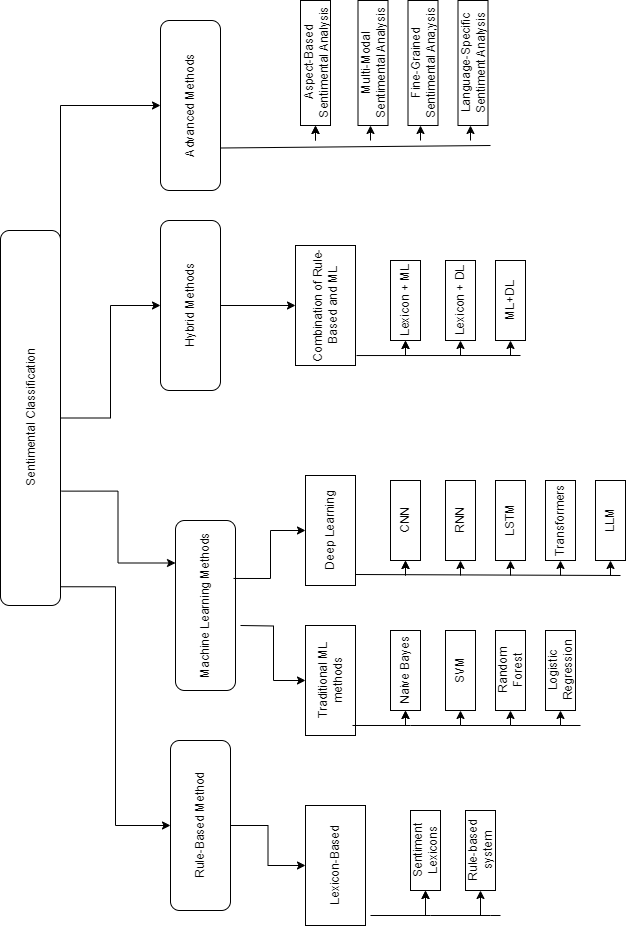 Sentimental Classification
Rule-Based Method
Machine Learning Methods
Hybrid Methods
Advanced Methods
Lexicon-Based
Traditional ML
methods
Deep Learning
Combination of Rule-
Based and ML
Sentiment
Lexicons
Rule-based
system
Naive Bayes
SVM
Random
Forest
Logistic
Regression
CNN
RNN
LSTM
Transformers
LLM
Lexicon + ML
Lexicon + DL
ML+DL
Aspect-Based
Sentimental Analysis
Multi-Modal
Sentimental Analysis
Fine-Grained
Sentimental Analysis
Language-Specific
Sentiment Analysis